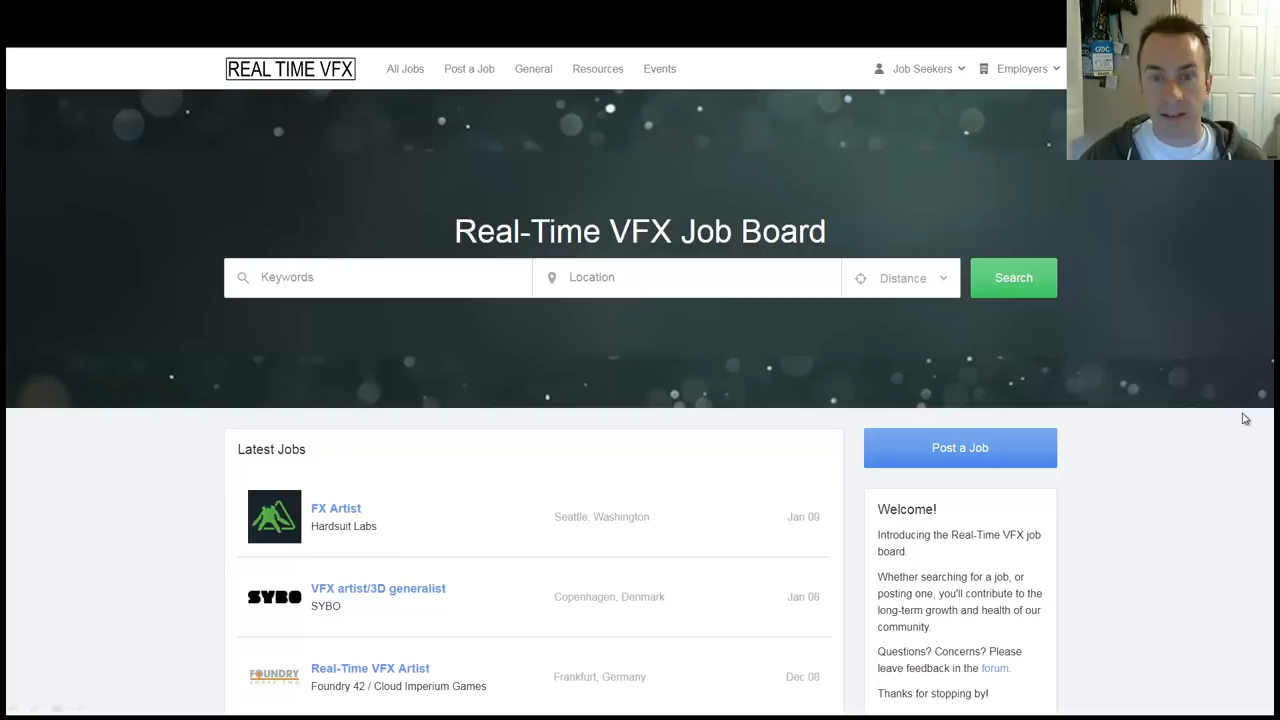 REAL TIME VFX
All Jobs
Post a Job
General
Resources
Events
Job Seekers
Employers
GDC
Real-Time VFX Job Board
Keywords
Location
Distance
Search
Latest Jobs
FX Artist
Hardsuit Labs
Seattle, Washington
Jan 09
SYBO
VFX artist/3D generalist
SYBO
Copenhagen, Denmark
Jan 08
FOUNDRY
Real-Time VFX Artist
Foundry 42 / Cloud Imperium Games
Frankfurt, Germany
Dec 08
Post a Job
Welcome!
Introducing the Real-Time VFX job
board.
Whether searching for a job, or
posting one, you'll contribute to the
long-term growth and health of our
community.
Questions? Concerns? Please
leave feedback in the forum.
Thanks for stopping by!